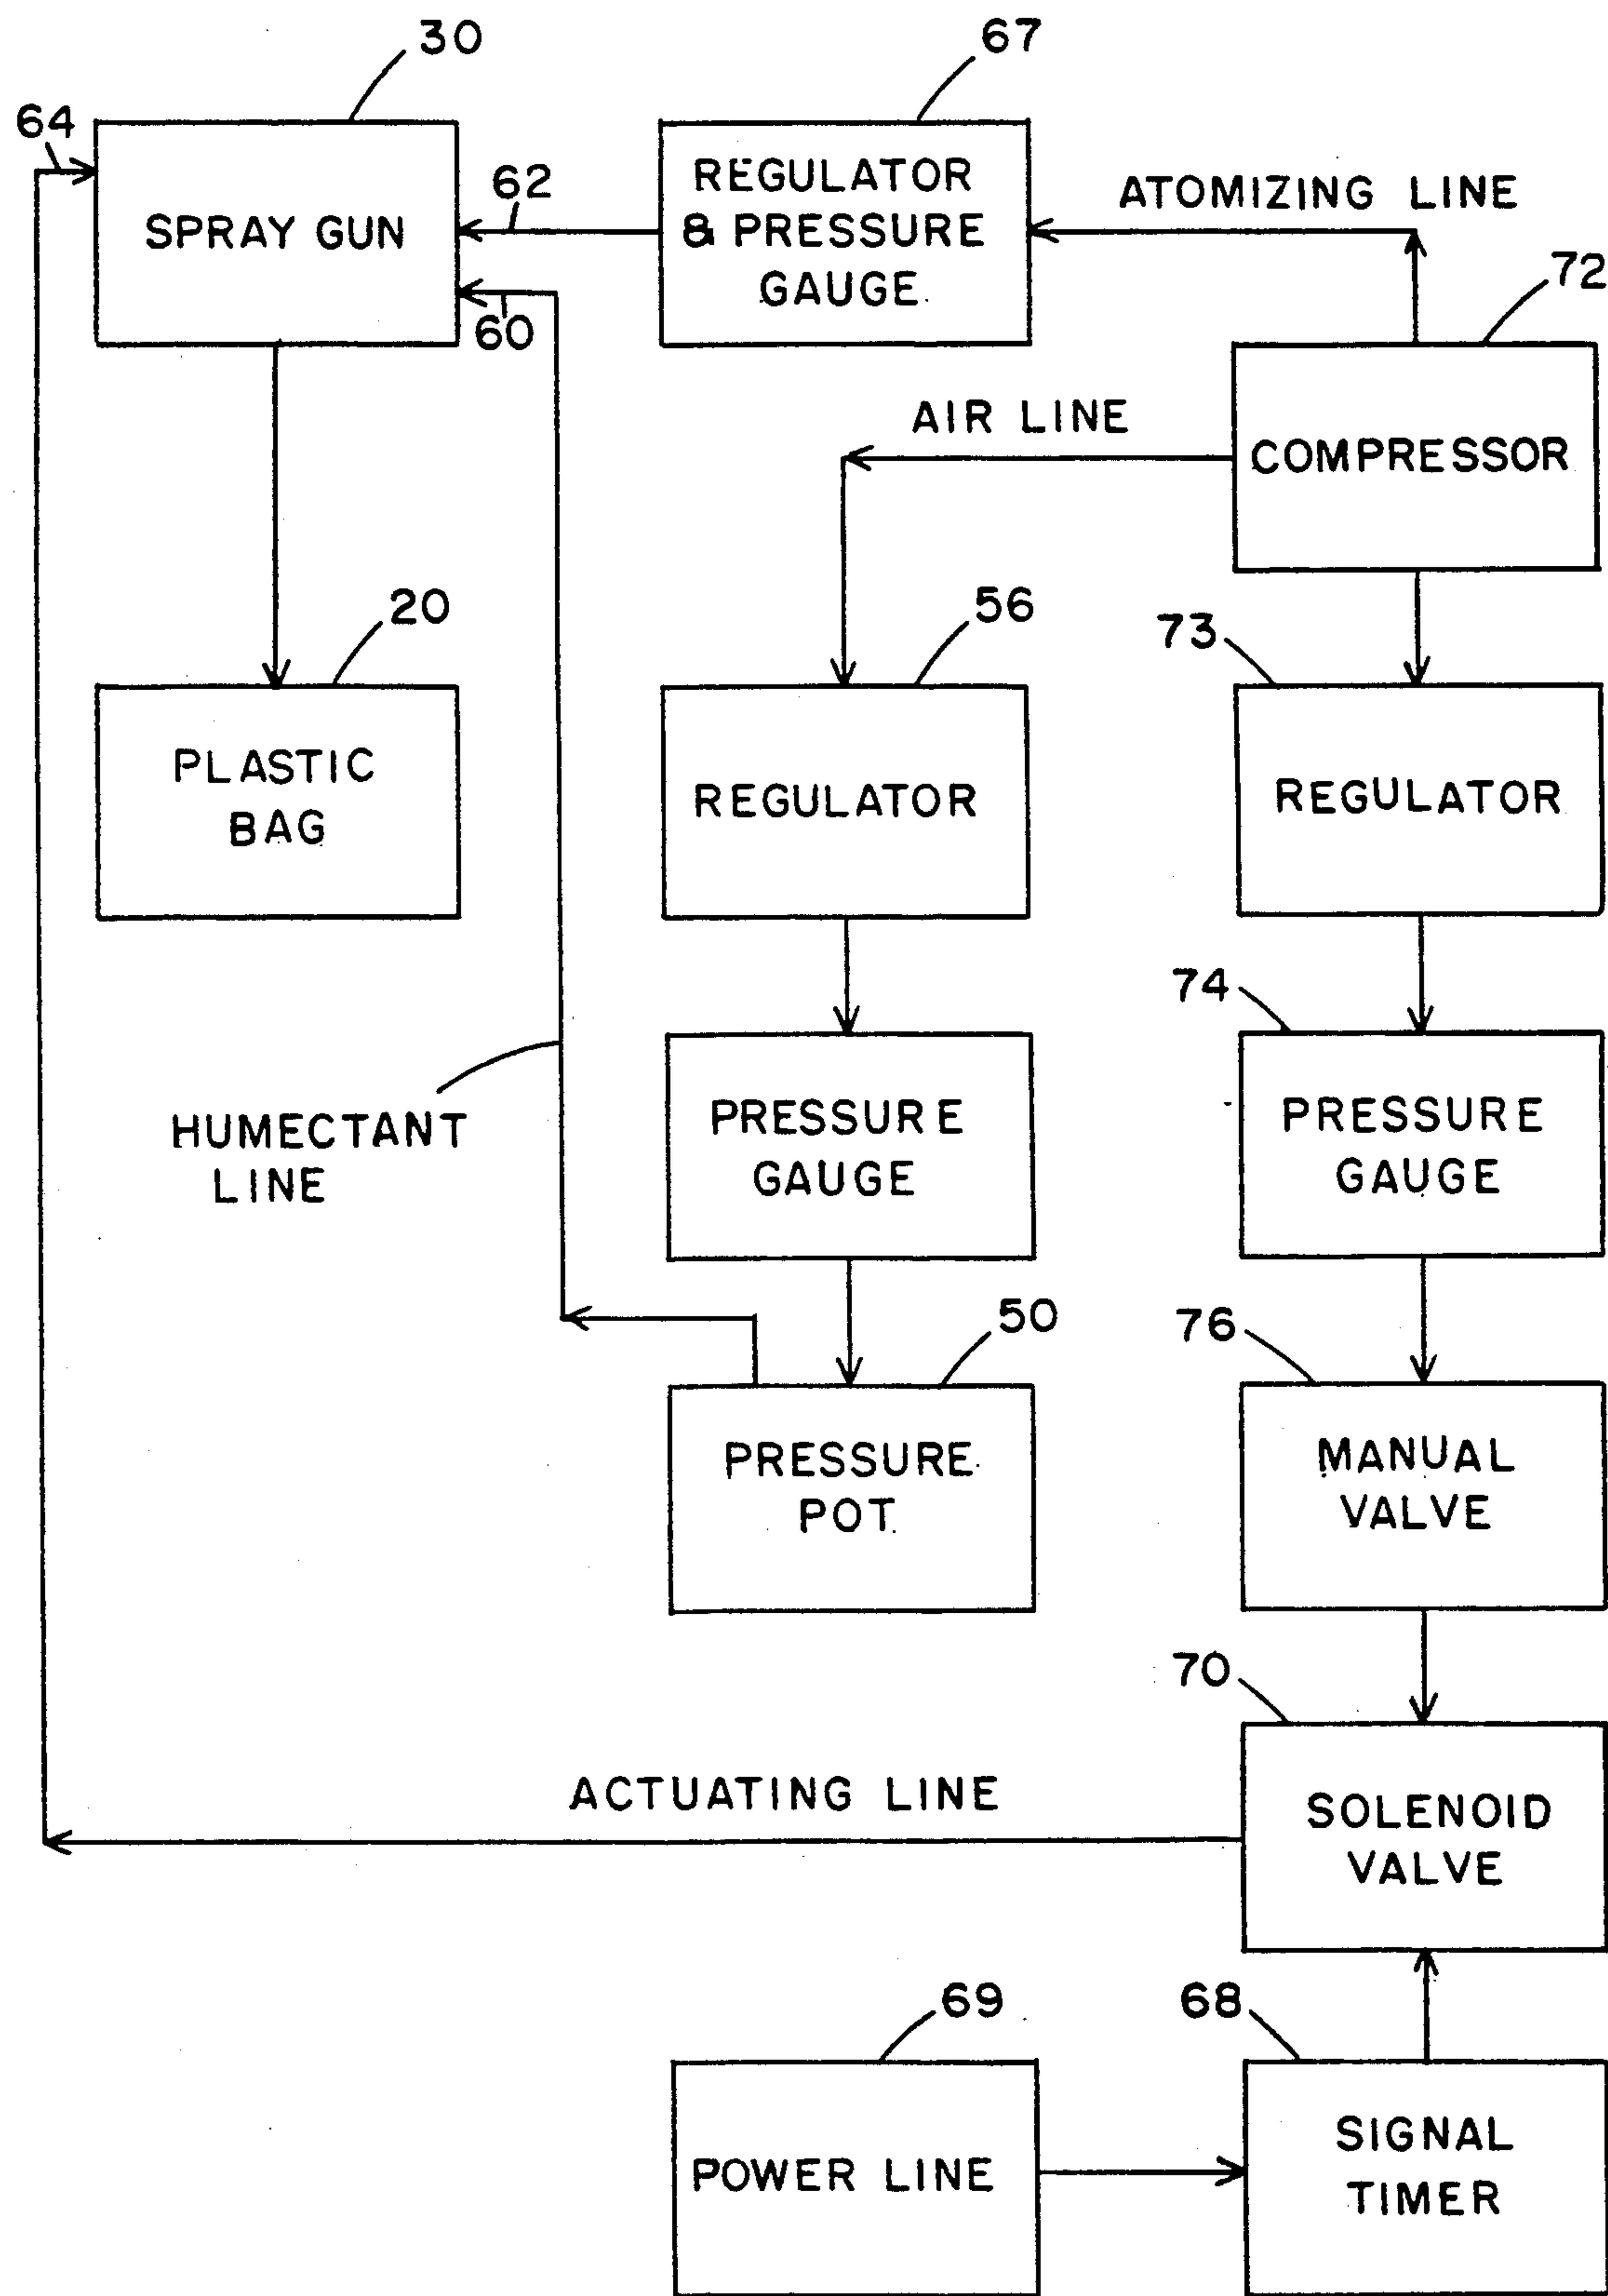 30
67
64
SPRAY GUN
62
60
REGULATOR
& PRESSURE
GAUGE
ATOMIZING LINE
72
AIR LINE
COMPRESSOR
20
56
73
PLASTIC
BAG
REGULATOR
REGULATOR
74
HUMECTANT
LINE
PRESSURE
GAUGE
PRESSURE
GAUGE
50
76
PRESSURE
POT
MANUAL
VALVE
70
ACTUATING LINE
SOLENOID
VALVE
69
68
POWER LINE
SIGNAL
TIMER